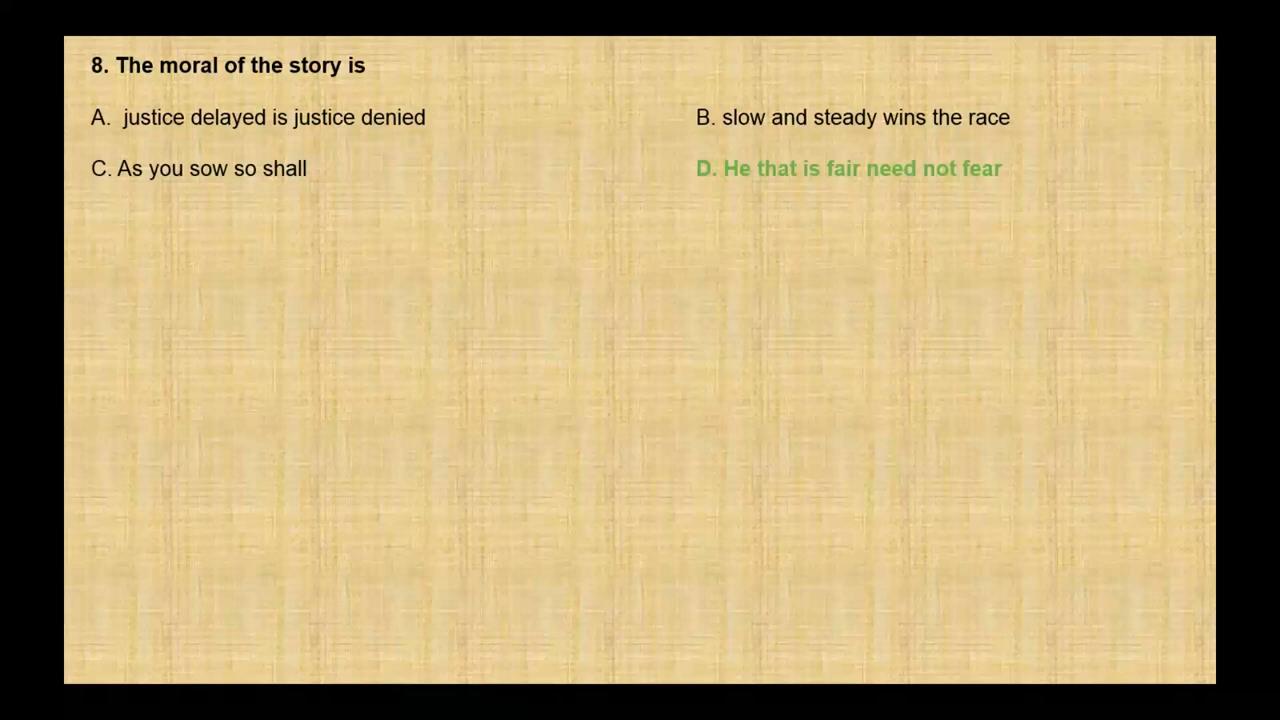 8. The moral of the story is
A. justice delayed is justice denied
B. slow and steady wins the race
C. As you sow so shall
D. He that is fair need not fear